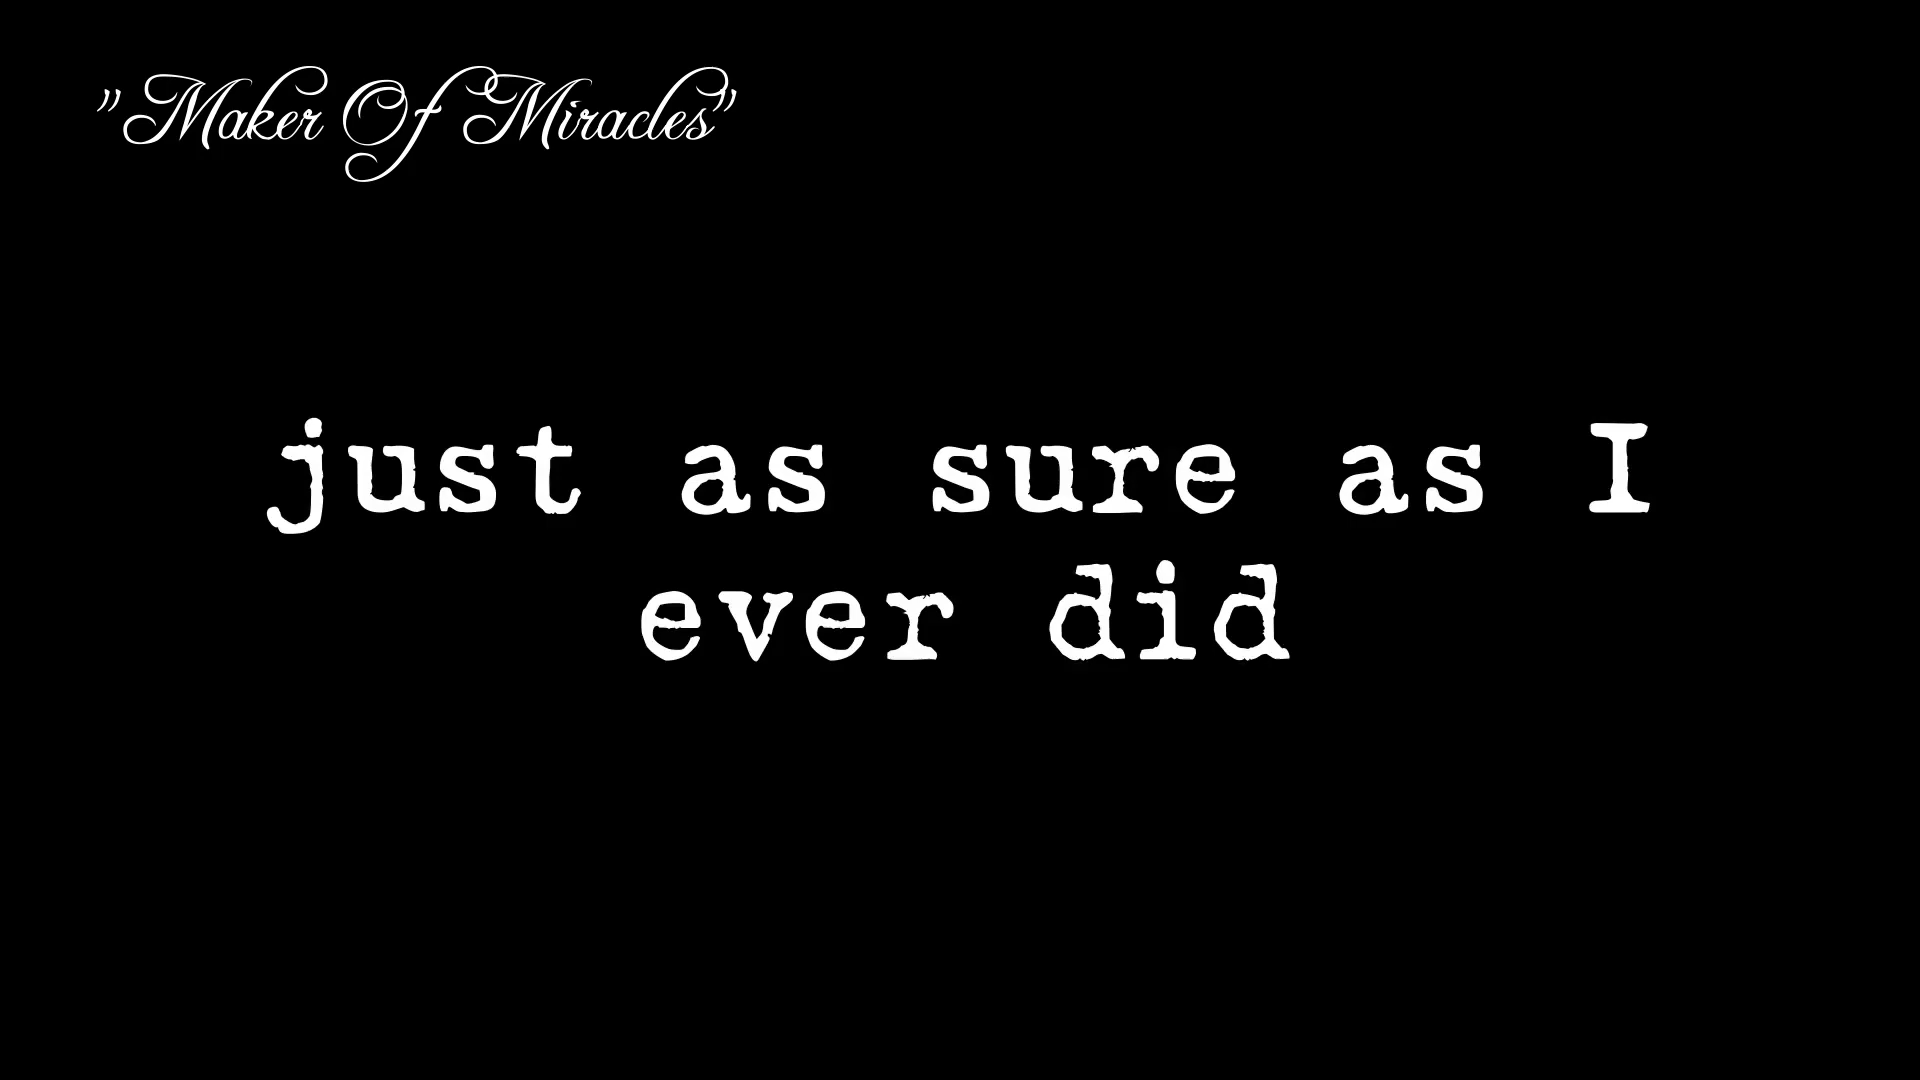 "Maker Of Miracles"
just as sure as I
ever did